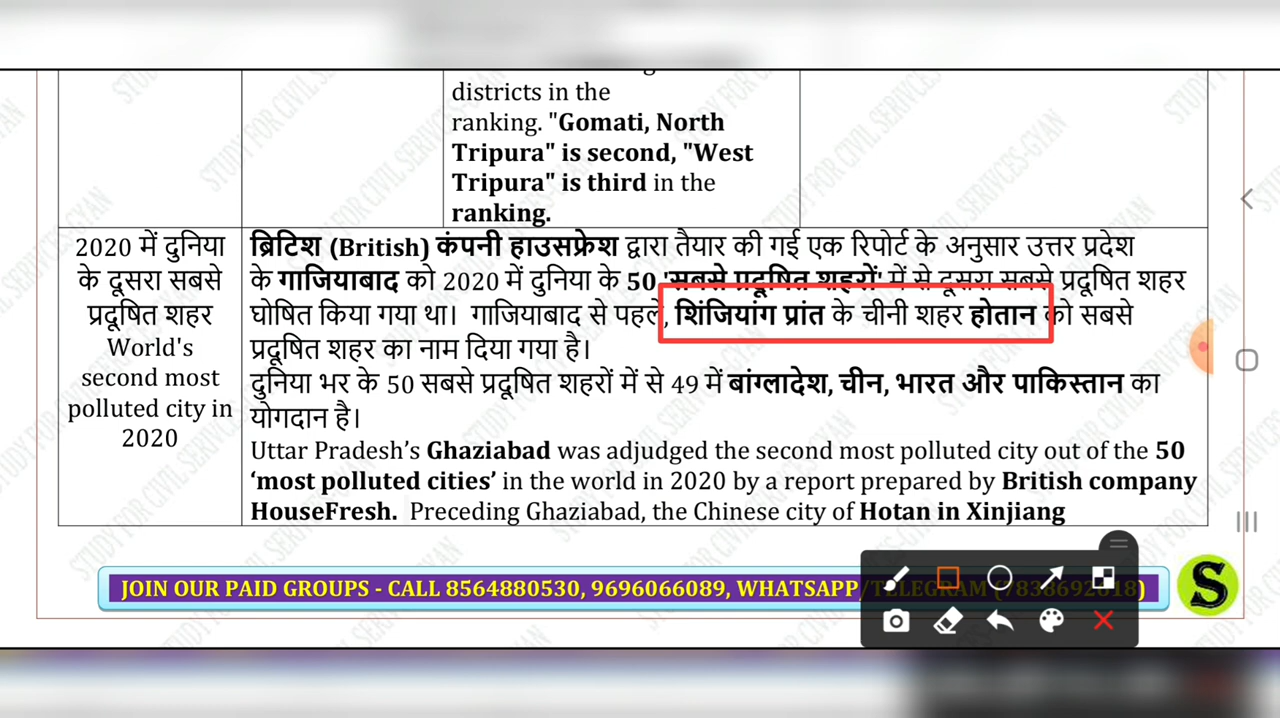 districts in the
ranking. "Gomati, North
Tripura" is second, "West
Tripura" is third in the
ranking.
2020 में दुनिया
के दूसरा सबसे
प्रदूषित शहर
World's
second most
polluted city in
2020
ब्रिटिश (British) कंपनी हाउसफ्रेश द्वारा तैयार की गई एक रिपोर्ट के अनुसार उत्तर प्रदेश
के गाजियाबाद को 2020 में दुनिया के 50 'सबसे प्रदूषित शहरों' में से दूसरा सबसे प्रदूषित शहर
घोषित किया गया था। गाजियाबाद से पहले, शिंजियांग प्रांत के चीनी शहर होतान को सबसे
प्रदूषित शहर का नाम दिया गया है।
दुनिया भर के 50 सबसे प्रदूषित शहरों में से 49 में बांग्लादेश, चीन, भारत और पाकिस्तान का
योगदान है।
Uttar Pradesh’s Ghaziabad was adjudged the second most polluted city out of the 50
‘most polluted cities’ in the world in 2020 by a report prepared by British company
HouseFresh. Preceding Ghaziabad, the Chinese city of Hotan in Xinjiang
JOIN OUR PAID GROUPS - CALL 8564880530, 9696066089, WHATSAPP/TELEGRAM (7838692618)
S